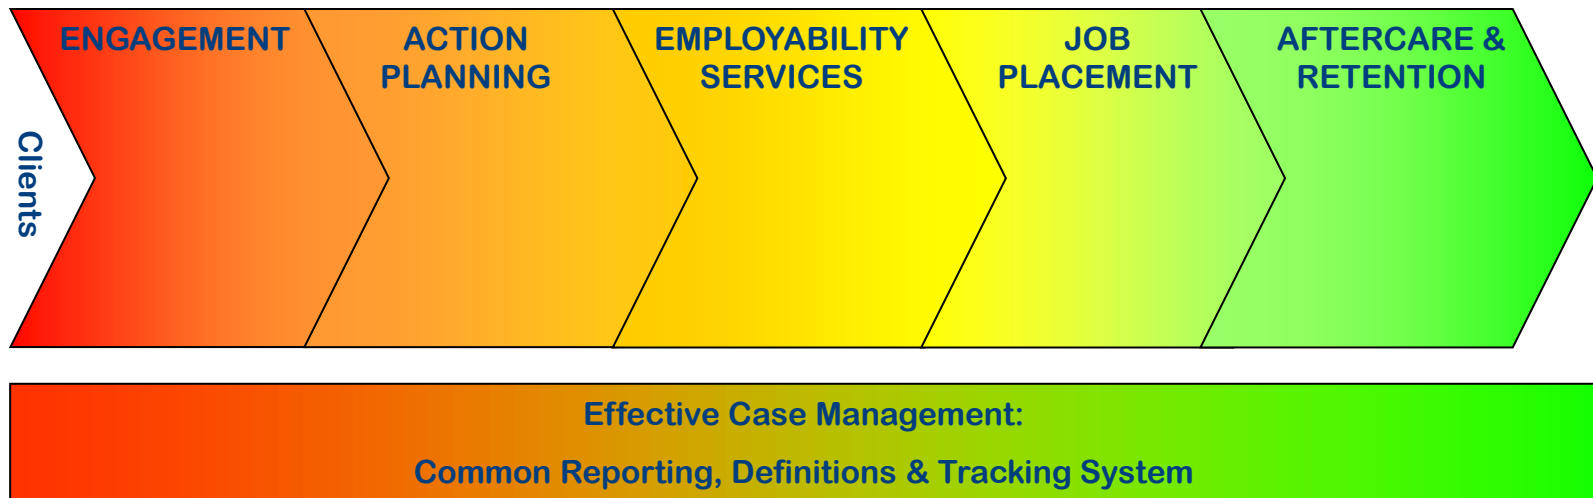 Clients
ENGAGEMENT
ACTION
PLANNING
EMPLOYABILITY
SERVICES
JOB
PLACEMENT
AFTERCARE &
RETENTION
Effective Case Management:
Common Reporting, Definitions & Tracking System